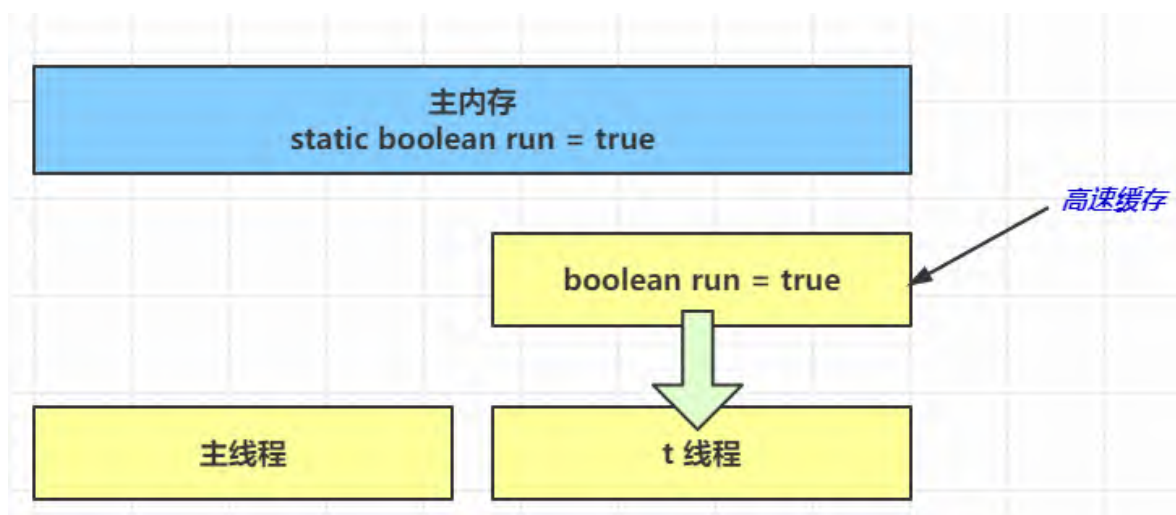 主内存
static boolean run = true
高速缓存
boolean run = true
主线程
t 线程